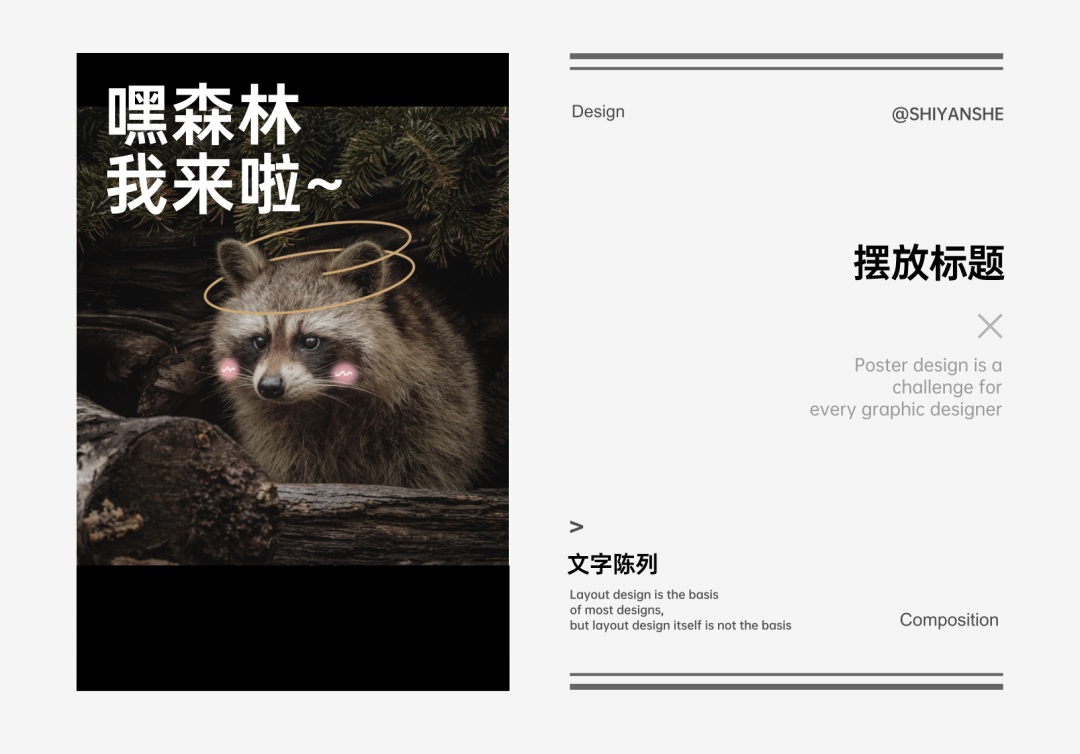 嘿森林
我来啦~
Design
@SHIYANSHE
摆放标题
Poster design is a
challenge for
every graphic designer
>
文字陈列
Layout design is the basis
of most designs,
but layout design itself is not the basis
Composition